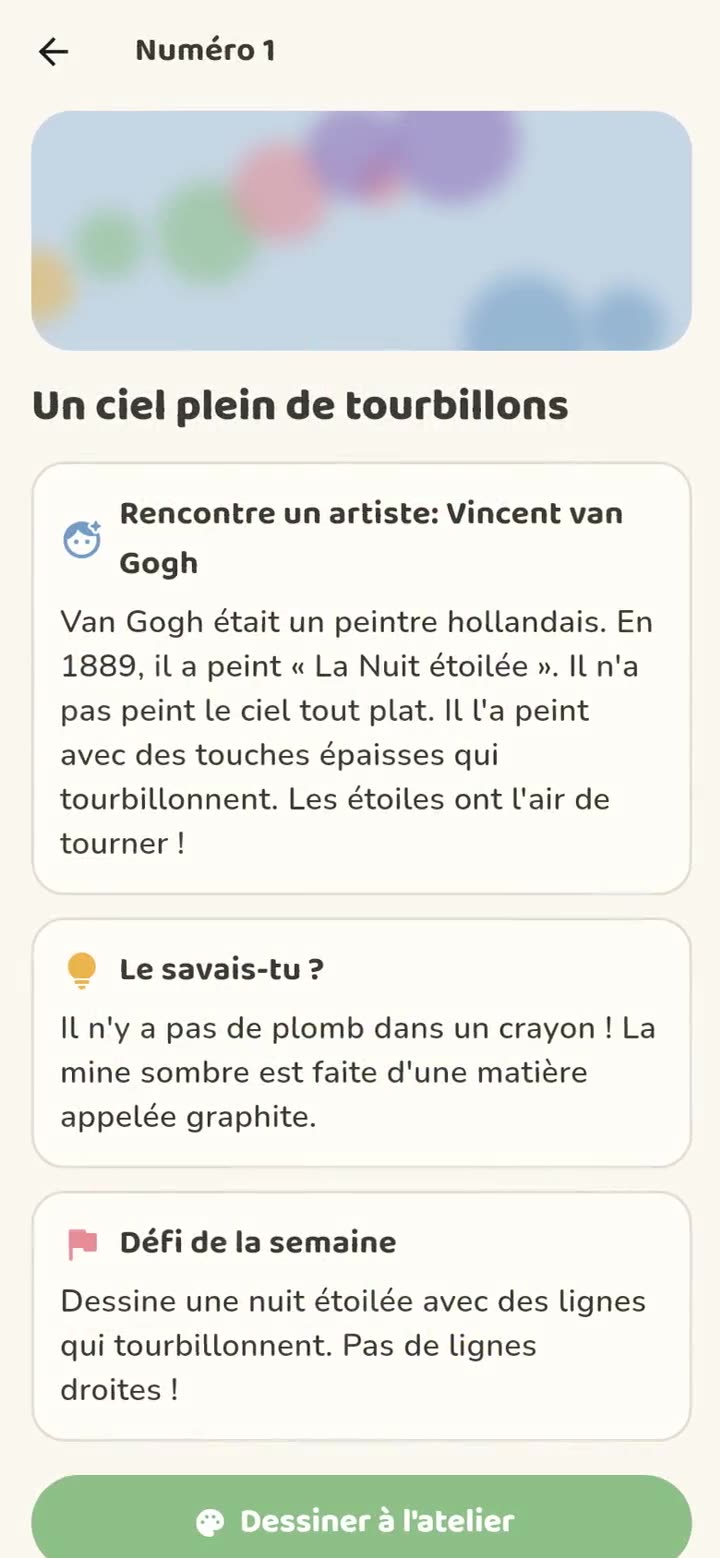 Numéro 1
Un ciel plein de tourbillons
Rencontre un artiste: Vincent van
Gogh
Van Gogh était un peintre hollandais. En
1889, il a peint « La Nuit étoilée ». Il n'a
pas peint le ciel tout plat. Il l'a peint
avec des touches épaisses qui
tourbillonnent. Les étoiles ont l'air de
tourner !
Le savais-tu ?
Il n'y a pas de plomb dans un crayon ! La
mine sombre est faite d'une matière
appelée graphite.
Défi de la semaine
Dessine une nuit étoilée avec des lignes
qui tourbillonnent. Pas de lignes
droites !
Dessiner à l'atelier